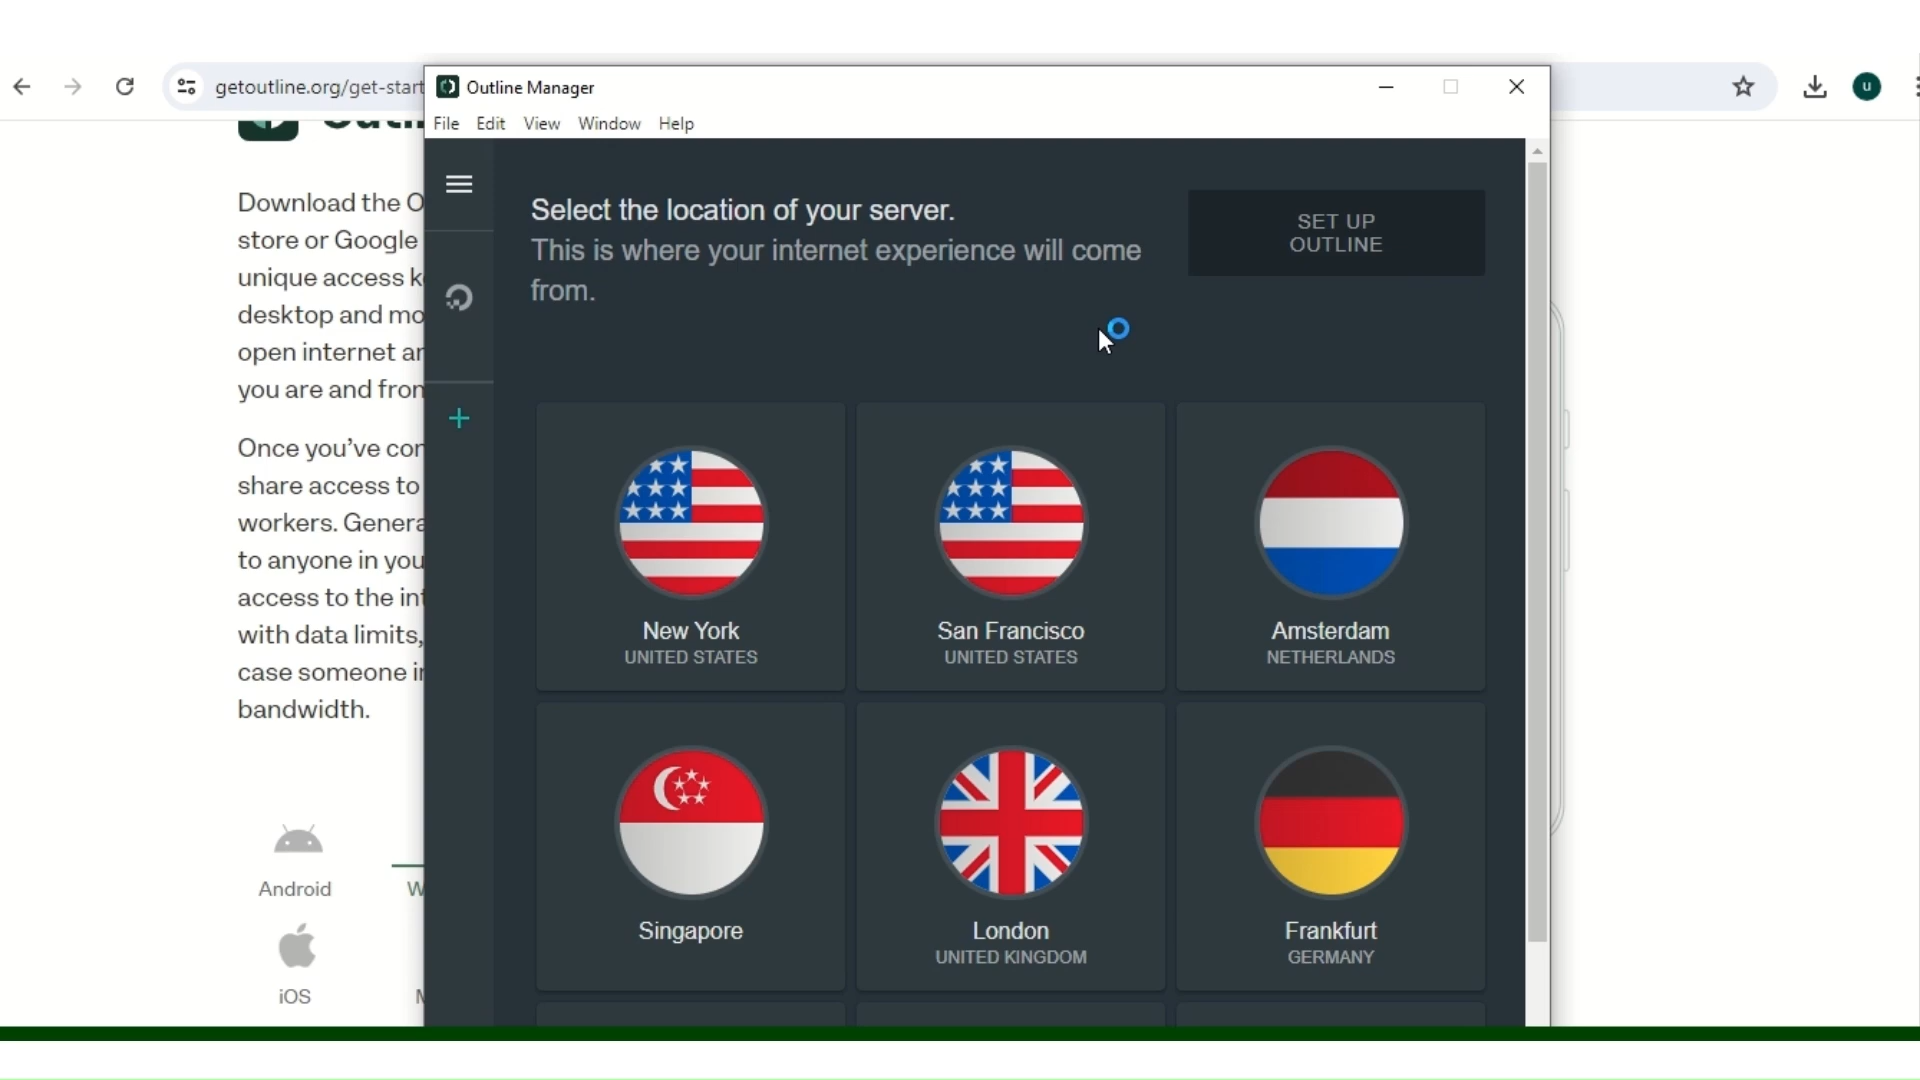 getoutline.org/get-start
Outline Manager
File Edit View Window Help
Download the O
store or Google
unique access k
desktop and mo
open internet ar
you are and fron
Once you’ve cor
share access to
workers. Genera
to anyone in you
access to the int
with data limits,
case someone i
bandwidth.
Android
W
iOS
M
Select the location of your server.
This is where your internet experience will come
from.
SET UP
OUTLINE
New York
UNITED STATES
San Francisco
UNITED STATES
Amsterdam
NETHERLANDS
Singapore
London
UNITED KINGDOM
Frankfurt
GERMANY
u